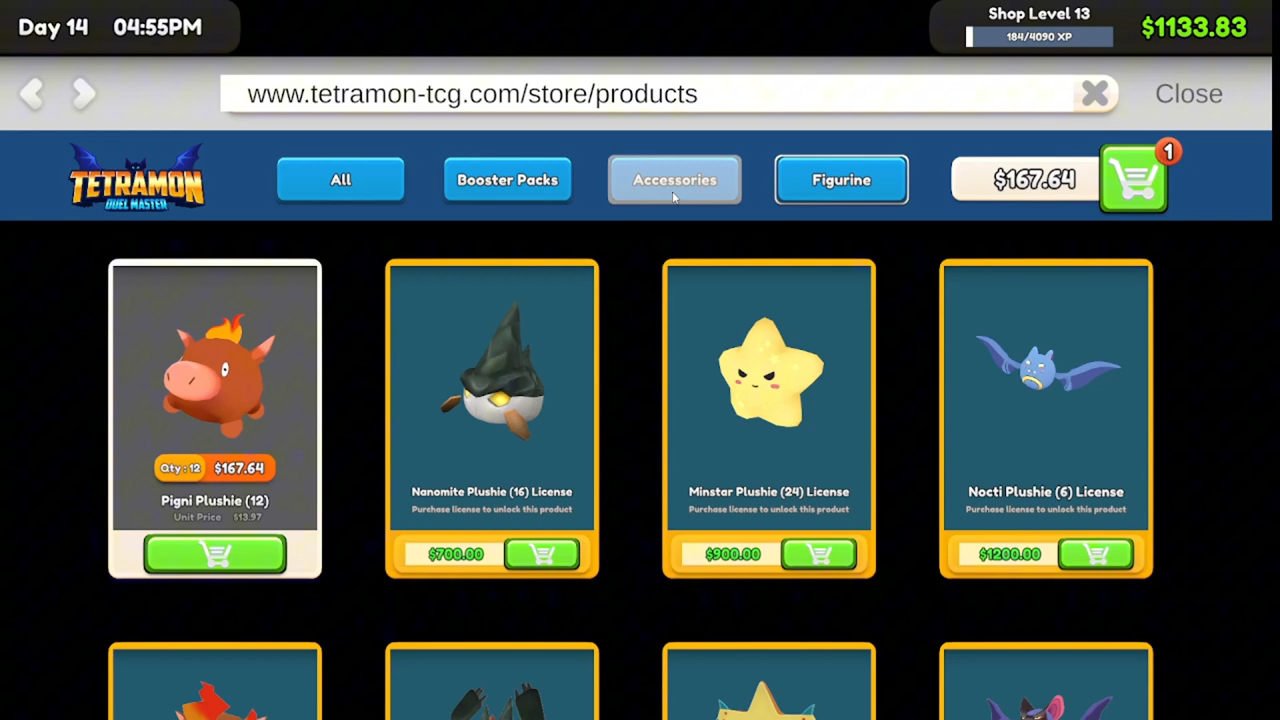 Day 14 04:55PM
Shop Level 13
184/4090 XP
$1133.83
www.tetramon-tcg.com/store/products
Close
TETRAMON
DUEL MASTER
All
Booster Packs
Accessories
Figurine
$167.64
1
Qty : 12 $167.64
Pigni Plushie (12)
Unit Price $13.97
Nanomite Plushie (16) License
Purchase license to unlock this product
$700.00
Minstar Plushie (24) License
Purchase license to unlock this product
$900.00
Nocti Plushie (6) License
Purchase license to unlock this product
$1200.00